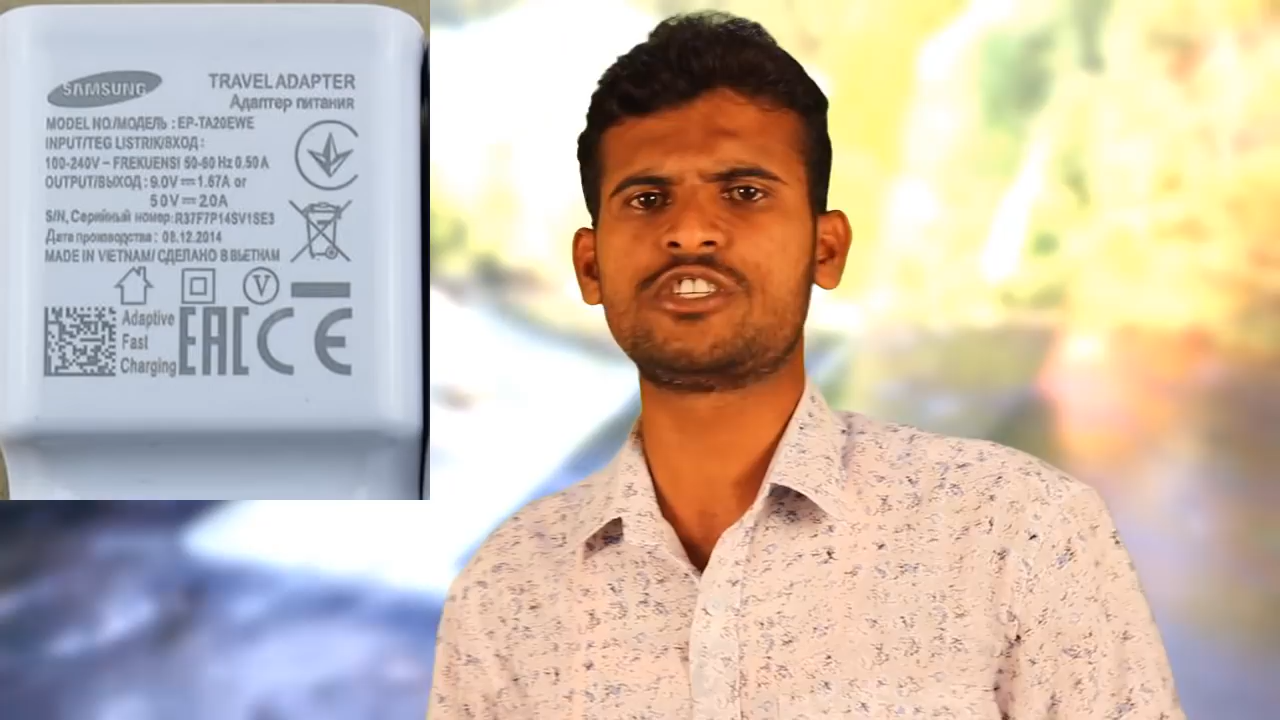 SAMSUNG
TRAVEL ADAPTER
Адаптер питания
MODEL NO./МОДЕЛЬ : EP-TA20EWE
INPUT/TEG LISTRIK/ВХОД :
100-240V ~ FREKUENSI 50-60 Hz 0.50A
OUTPUT/ВЫХОД : 9.0V ⎓ 1.67A or
5.0V ⎓ 2.0A
S/N, Серийный номер: R37F7P14SV1SE3
Дата производства : 08.12.2014
MADE IN VIETNAM/ СДЕЛАНО В ВЬЕТНАМ
V
Adaptive
Fast
Charging
EAC CE